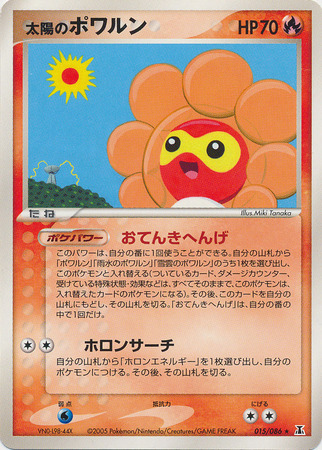 太陽のポワルン HP70
Illus.Miki Tanaka
たね
ポケパワー おてんきへんげ
このパワーは、自分の番に1回使うことができる。自分の山札から
「ポワルン」「雨水のポワルン」「雪雲のポワルン」のうち1枚を選び出し、
このポケモンと入れ替える(ついているカード、ダメージカウンター、
受けている特殊状態・効果などは、すべてそのままで、このポケモンは、
入れ替えたカードのポケモンになる)。その後、このカードを自分の
山札にもどし、その山札を切る。「おてんきへんげ」は、自分の番の
中で1回だけ。
ホロンサーチ
自分の山札から「ホロンエネルギー」を1枚選び出し、自分の
ポケモンにつける。その後、その山札を切る。
弱点 抵抗力 にげる
VN0-L9B-44X ©2005 Pokémon/Nintendo/Creatures/GAME FREAK 015/086 ★